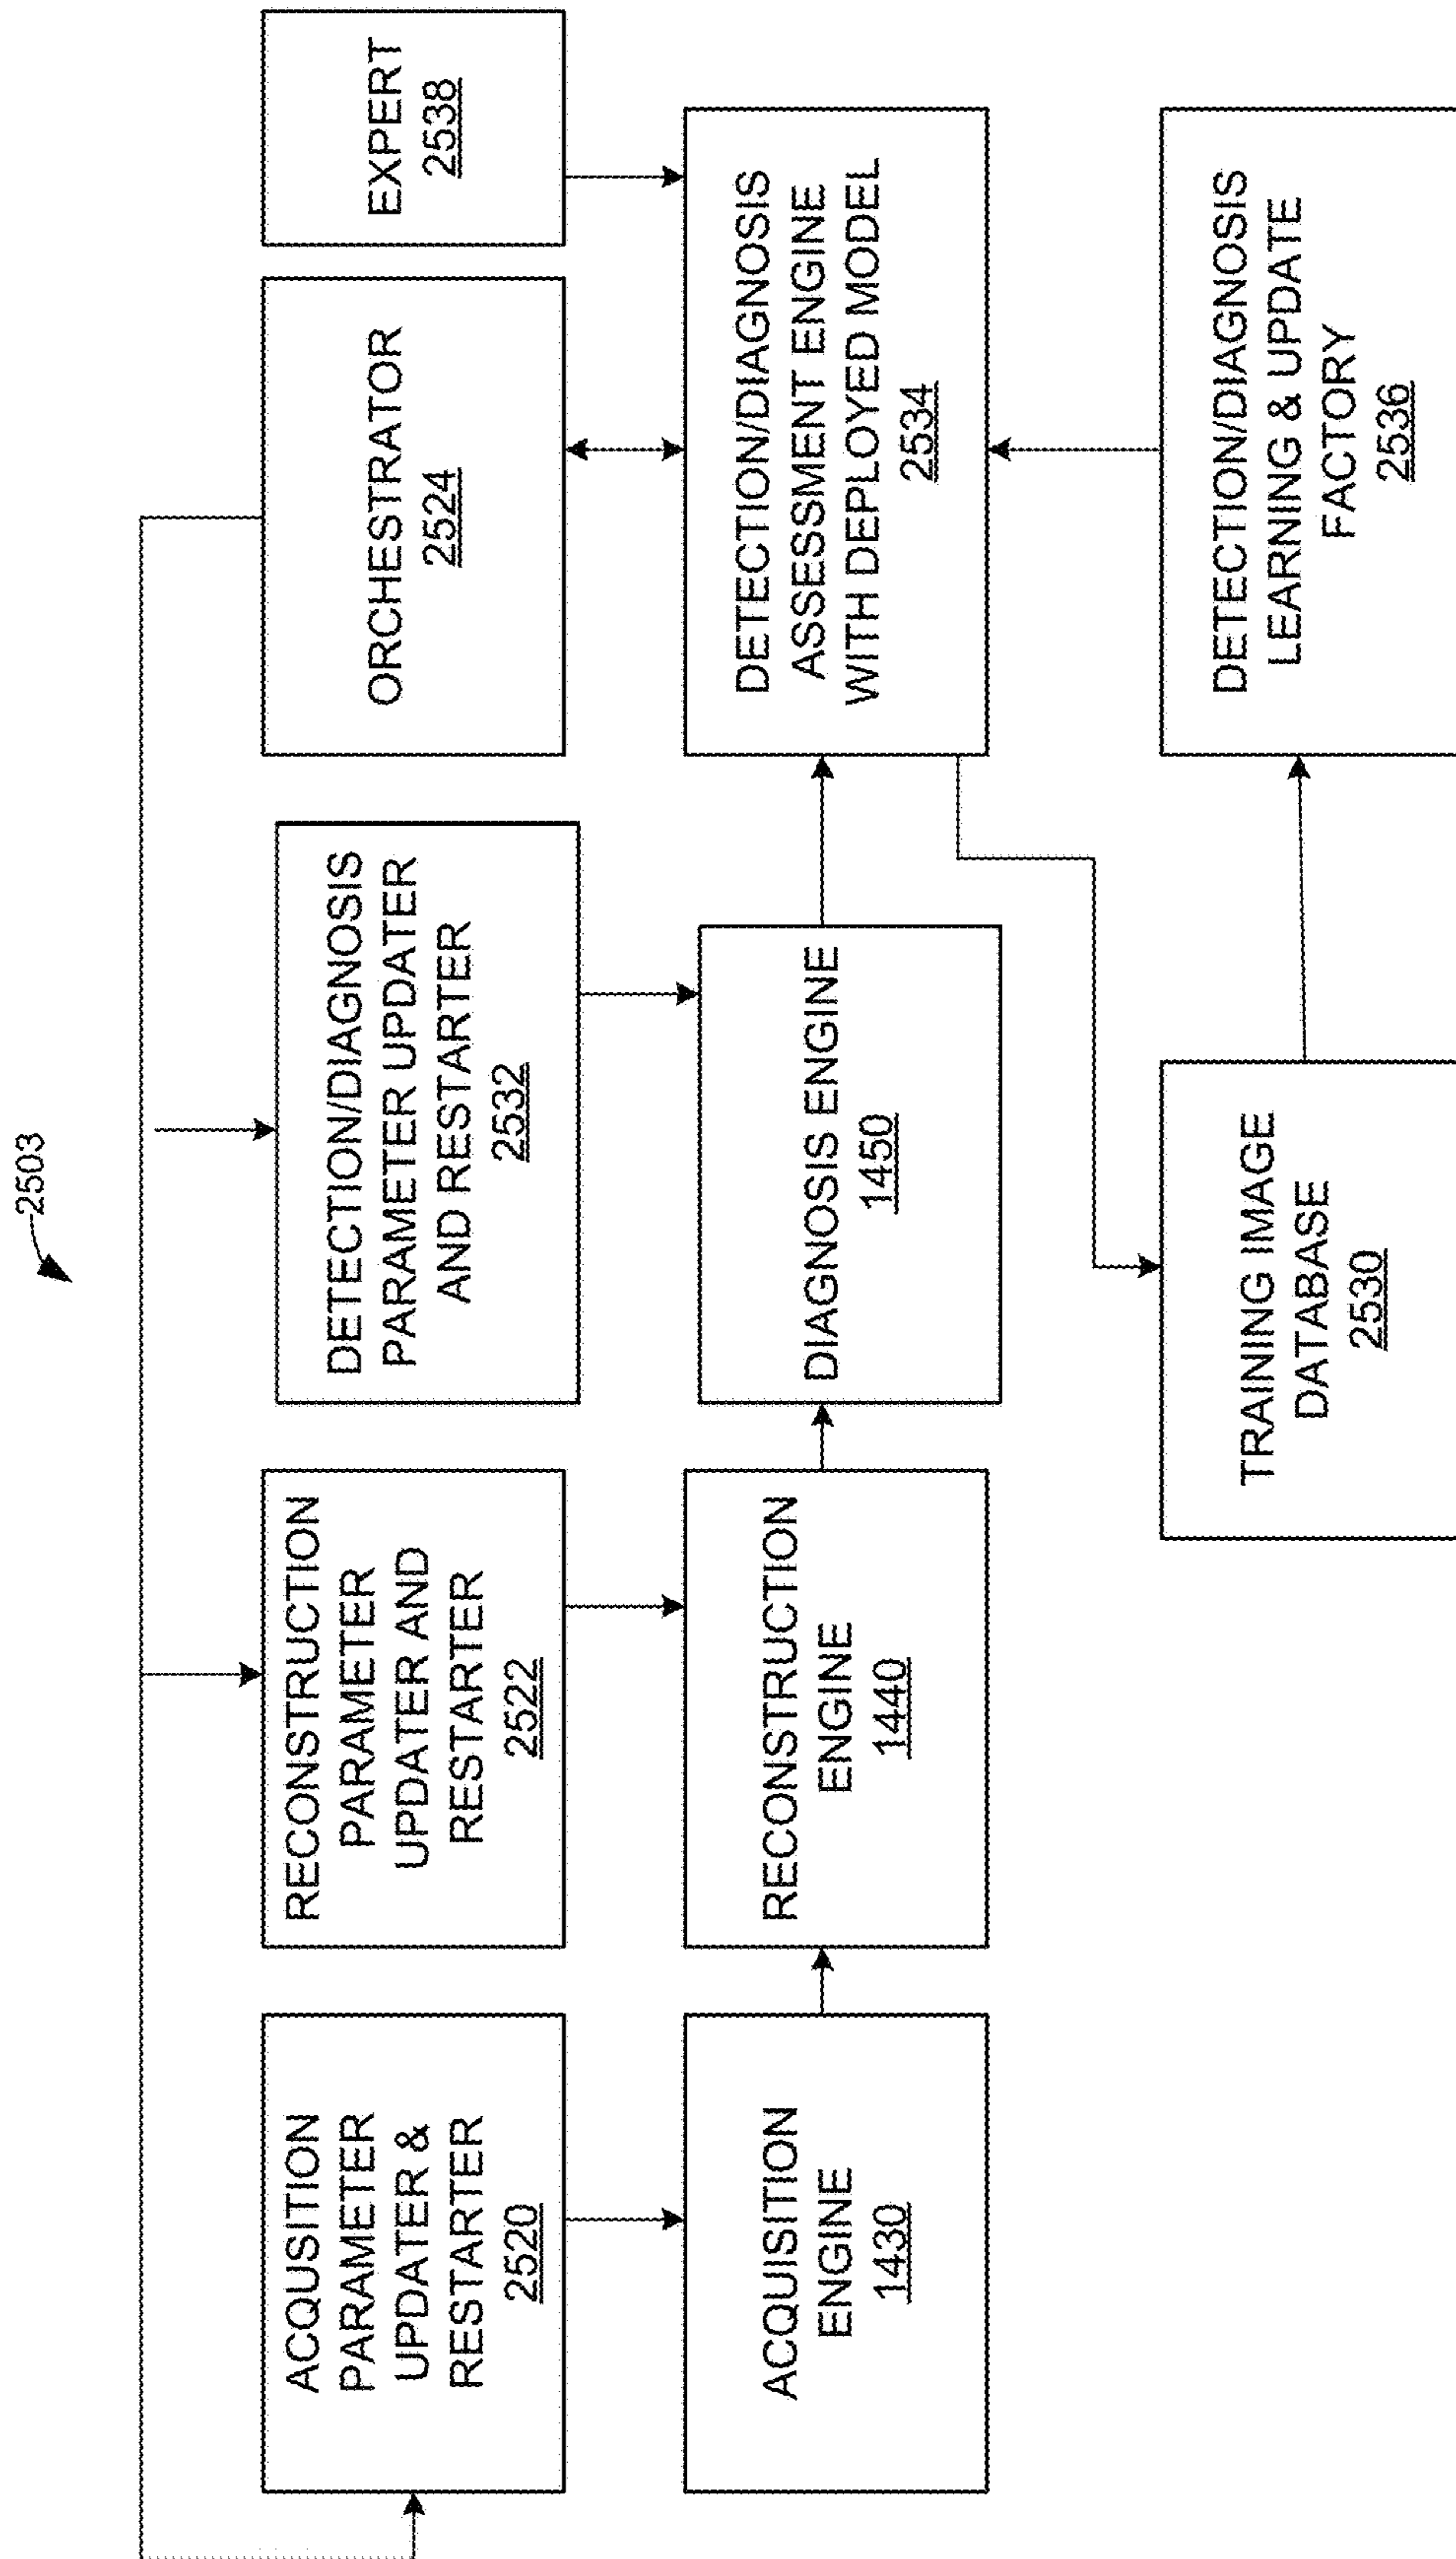 2503
ACQUSITION
PARAMETER
UPDATER &
RESTARTER
2520
RECONSTRUCTION
PARAMETER
UPDATER AND
RESTARTER
2522
DETECTION/DIAGNOSIS
PARAMETER UPDATER
AND RESTARTER
2532
ORCHESTRATOR
2524
EXPERT
2538
ACQUISITION
ENGINE
1430
RECONSTRUCTION
ENGINE
1440
DIAGNOSIS ENGINE
1450
DETECTION/DIAGNOSIS
ASSESSMENT ENGINE
WITH DEPLOYED MODEL
2534
TRAINING IMAGE
DATABASE
2530
DETECTION/DIAGNOSIS
LEARNING & UPDATE
FACTORY
2536